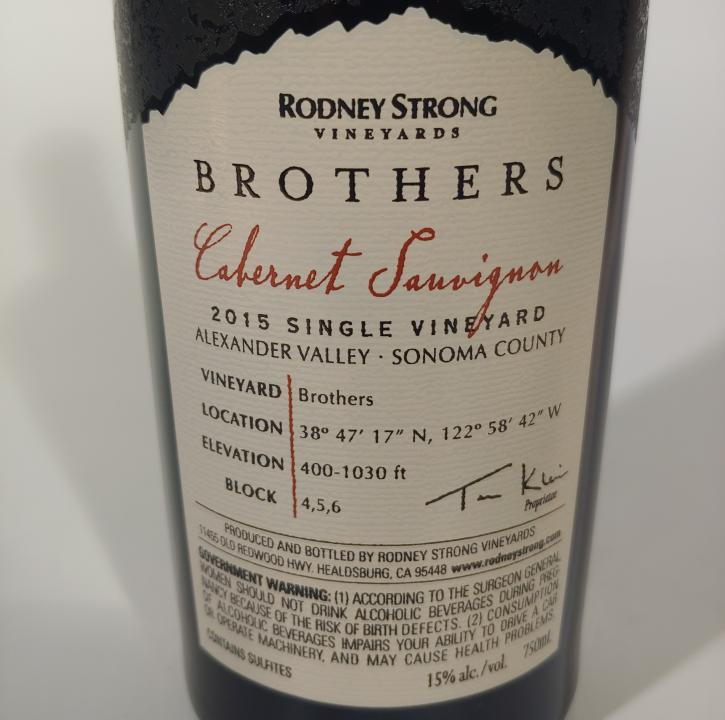 RODNEY STRONG
VINEYARDS
BROTHERS
Cabernet Sauvignon
2015 SINGLE VINEYARD
ALEXANDER VALLEY · SONOMA COUNTY
VINEYARD Brothers
LOCATION 38º 47' 17" N, 122º 58' 42" W
ELEVATION 400-1030 ft
BLOCK 4,5,6
Tom Klein
Proprietor
PRODUCED AND BOTTLED BY RODNEY STRONG VINEYARDS
11455 OLD REDWOOD HWY. HEALDSBURG, CA 95448 www.rodneystrong.com
GOVERNMENT WARNING: (1) ACCORDING TO THE SURGEON GENERAL,
WOMEN SHOULD NOT DRINK ALCOHOLIC BEVERAGES DURING PREG-
NANCY BECAUSE OF THE RISK OF BIRTH DEFECTS. (2) CONSUMPTION
OF ALCOHOLIC BEVERAGES IMPAIRS YOUR ABILITY TO DRIVE A CAR
OR OPERATE MACHINERY, AND MAY CAUSE HEALTH PROBLEMS.
CONTAINS SULFITES 15% alc./vol. 750mL